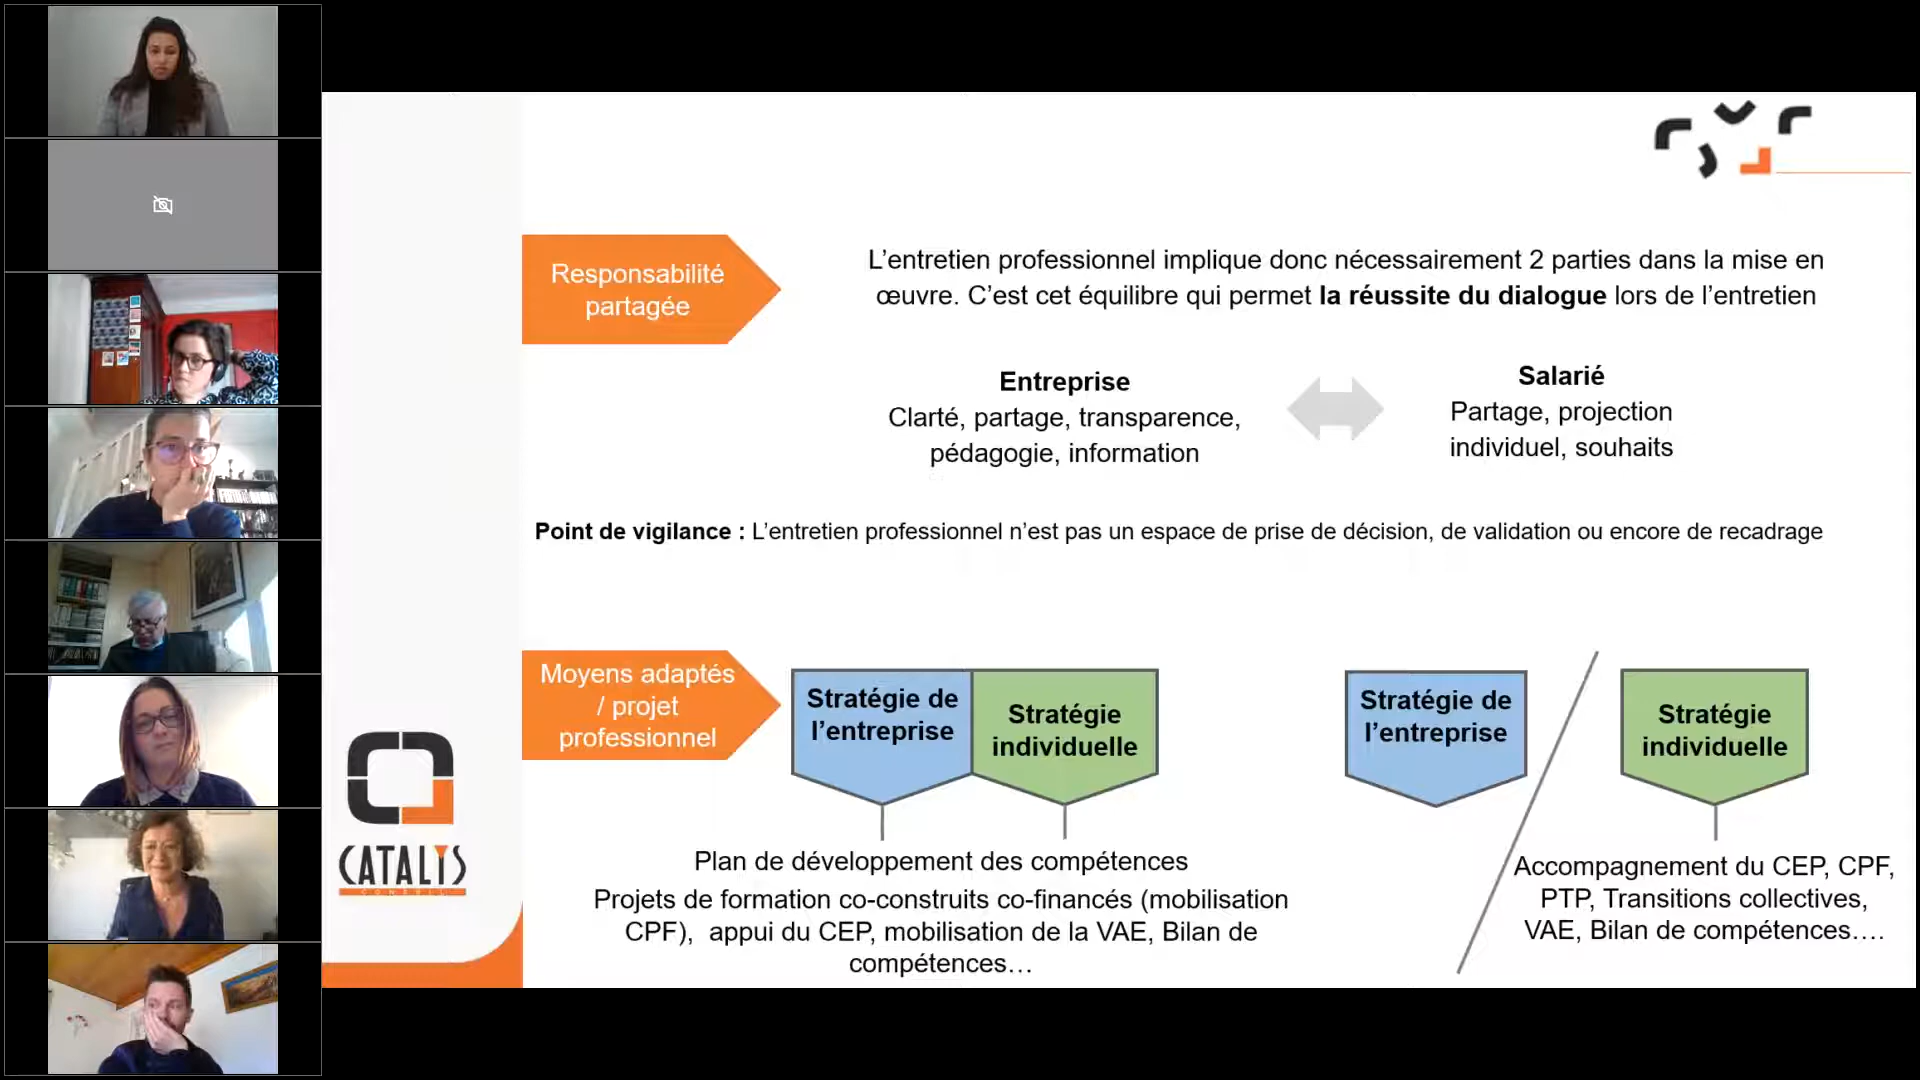 Responsabilité
partagée
L’entretien professionnel implique donc nécessairement 2 parties dans la mise en
œuvre. C’est cet équilibre qui permet la réussite du dialogue lors de l’entretien
Entreprise
Clarté, partage, transparence,
pédagogie, information
Salarié
Partage, projection
individuel, souhaits
Point de vigilance : L’entretien professionnel n’est pas un espace de prise de décision, de validation ou encore de recadrage
Moyens adaptés
/ projet
professionnel
Stratégie de
l’entreprise
Stratégie
individuelle
Plan de développement des compétences
Projets de formation co-construits co-financés (mobilisation
CPF),  appui du CEP, mobilisation de la VAE, Bilan de
compétences…
Stratégie de
l’entreprise
Stratégie
individuelle
Accompagnement du CEP, CPF,
PTP, Transitions collectives,
VAE, Bilan de compétences….
CATALYS
CONSEIL